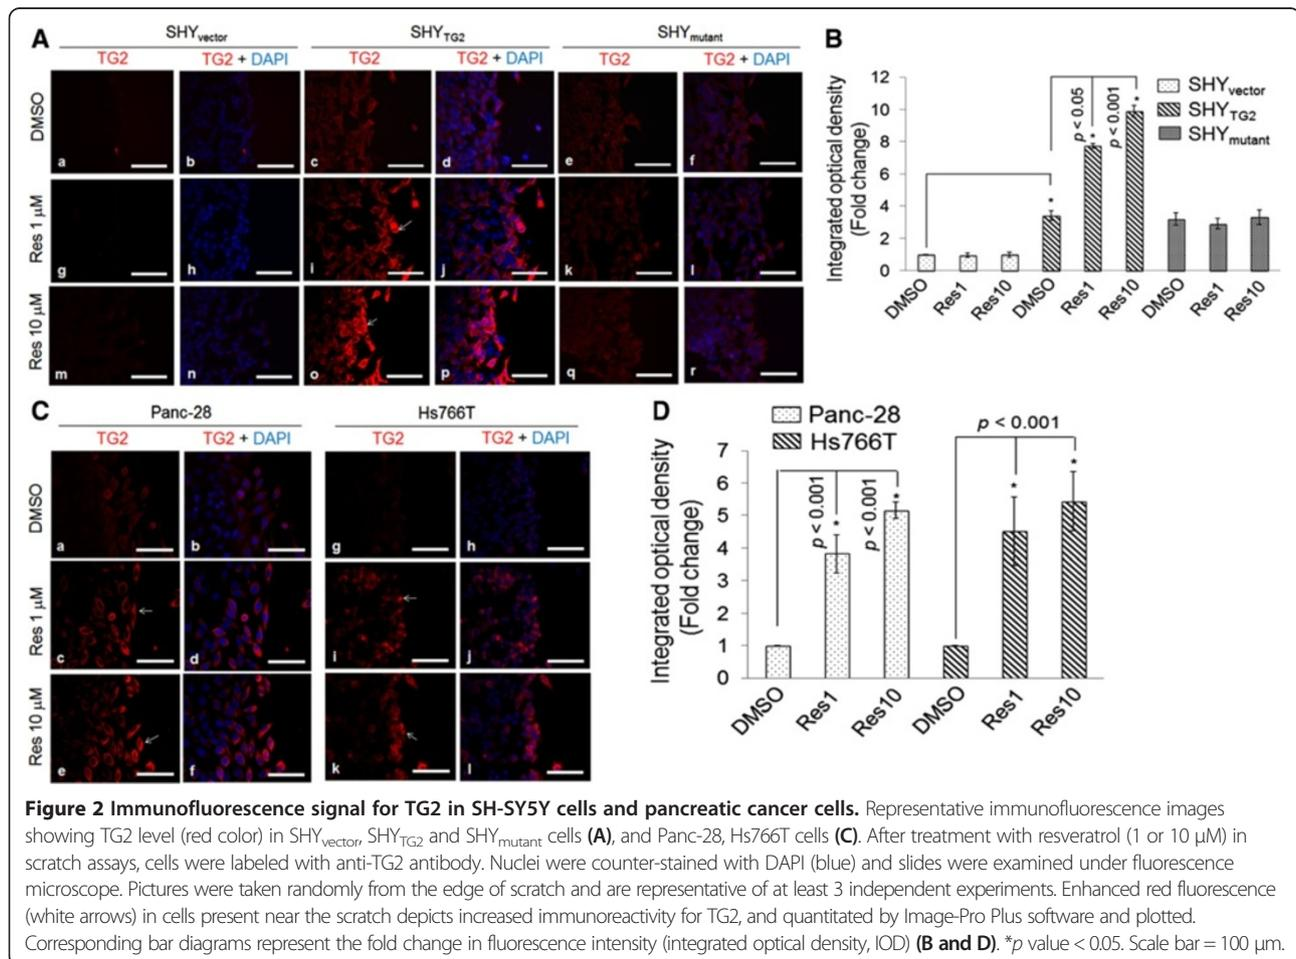 A
SHYvector
SHYTG2
SHYmutant
TG2
TG2 + DAPI
TG2
TG2 + DAPI
TG2
TG2 + DAPI
DMSO
a
b
c
d
e
f
Res 1 µM
g
h
i
j
k
l
Res 10 µM
m
n
o
p
q
r
B
Integrated optical density
(Fold change)
12
10
8
6
4
2
0
p < 0.05
p < 0.001
*
*
*
SHYvector
SHYTG2
SHYmutant
DMSO
Res1
Res10
DMSO
Res1
Res10
DMSO
Res1
Res10
C
Panc-28
Hs766T
TG2
TG2 + DAPI
TG2
TG2 + DAPI
DMSO
a
b
g
h
Res 1 µM
c
d
i
j
Res 10 µM
e
f
k
l
D
Panc-28
Hs766T
Integrated optical density
(Fold change)
7
6
5
4
3
2
1
0
p < 0.001
p < 0.001
p < 0.001
*
*
*
*
DMSO
Res1
Res10
DMSO
Res1
Res10
Figure 2 Immunofluorescence signal for TG2 in SH-SY5Y cells and pancreatic cancer cells. Representative immunofluorescence images
showing TG2 level (red color) in SHYvector, SHYTG2 and SHYmutant cells (A), and Panc-28, Hs766T cells (C). After treatment with resveratrol (1 or 10 µM) in
scratch assays, cells were labeled with anti-TG2 antibody. Nuclei were counter-stained with DAPI (blue) and slides were examined under fluorescence
microscope. Pictures were taken randomly from the edge of scratch and are representative of at least 3 independent experiments. Enhanced red fluorescence
(white arrows) in cells present near the scratch depicts increased immunoreactivity for TG2, and quantitated by Image-Pro Plus software and plotted.
Corresponding bar diagrams represent the fold change in fluorescence intensity (integrated optical density, IOD) (B and D). *p value < 0.05. Scale bar = 100 µm.